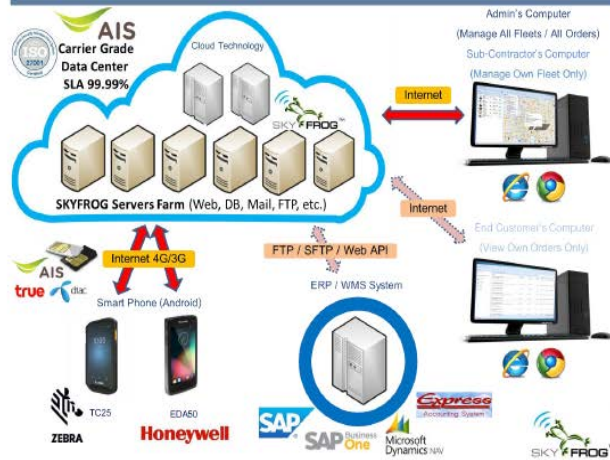 AIS
ISO
27001
Carrier Grade
Data Center
SLA 99.99%
Cloud Technology
SKYFROG
SKYFROG Servers Farm (Web, DB, Mail, FTP, etc.)
Admin's Computer
(Manage All Fleets / All Orders)
Sub-Contractor's Computer
(Manage Own Fleet Only)
Internet
Internet
End Customer's Computer
(View Own Orders Only)
AIS
true dtac
Internet 4G/3G
Smart Phone (Android)
FTP / SFTP / Web API
ERP / WMS System
TC25
EDA50
ZEBRA
Honeywell
SAP
SAP Business One
Microsoft Dynamics NAV
Express
Accounting System
SKYFROG